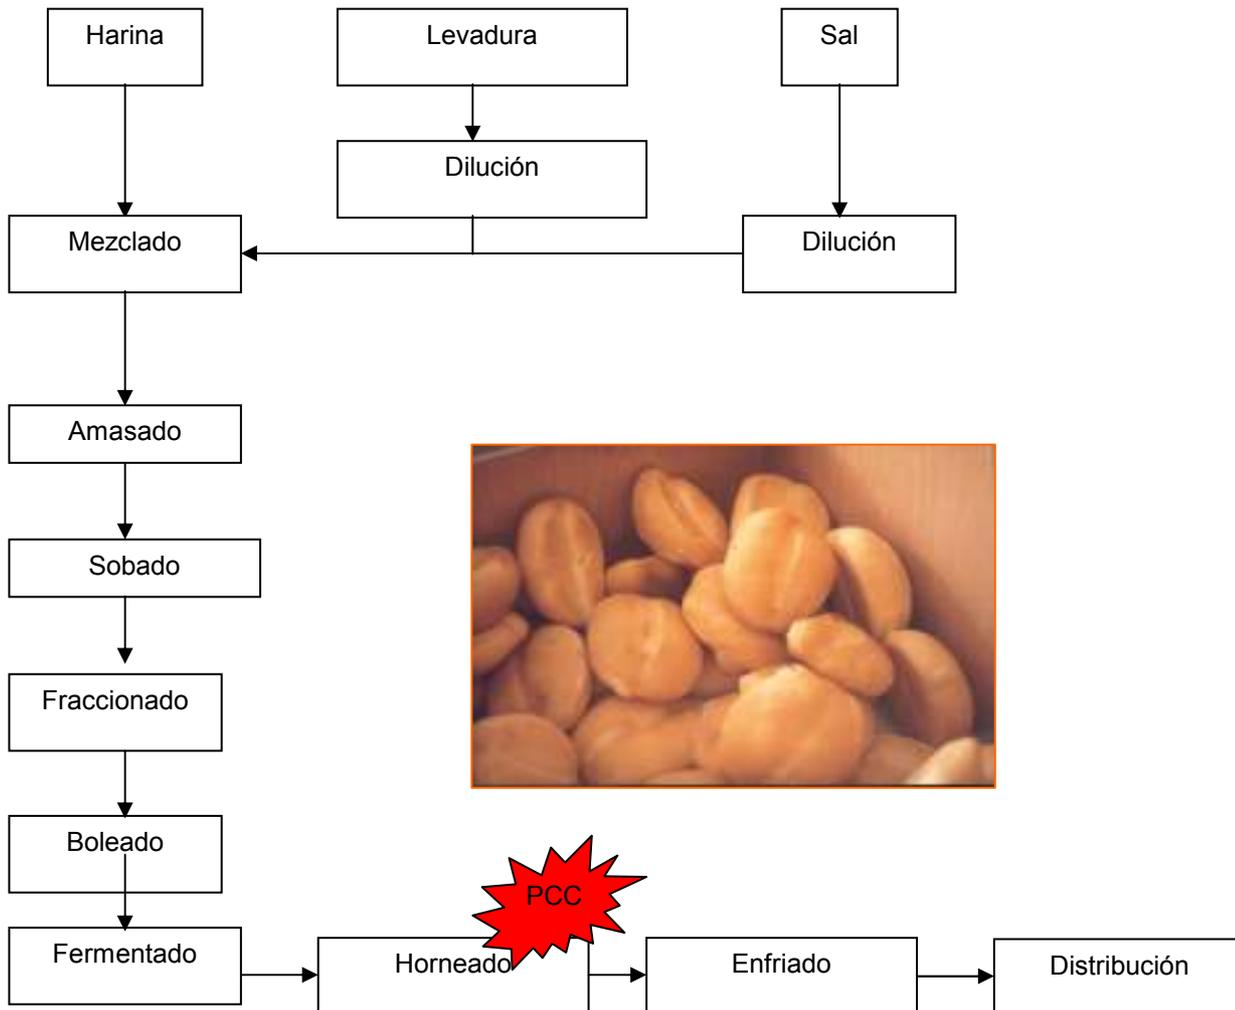 Harina
Levadura
Sal
Dilución
Mezclado
Dilución
Amasado
Sobado
Fraccionado
Boleado
PCC
Fermentado
Horneado
Enfriado
Distribución